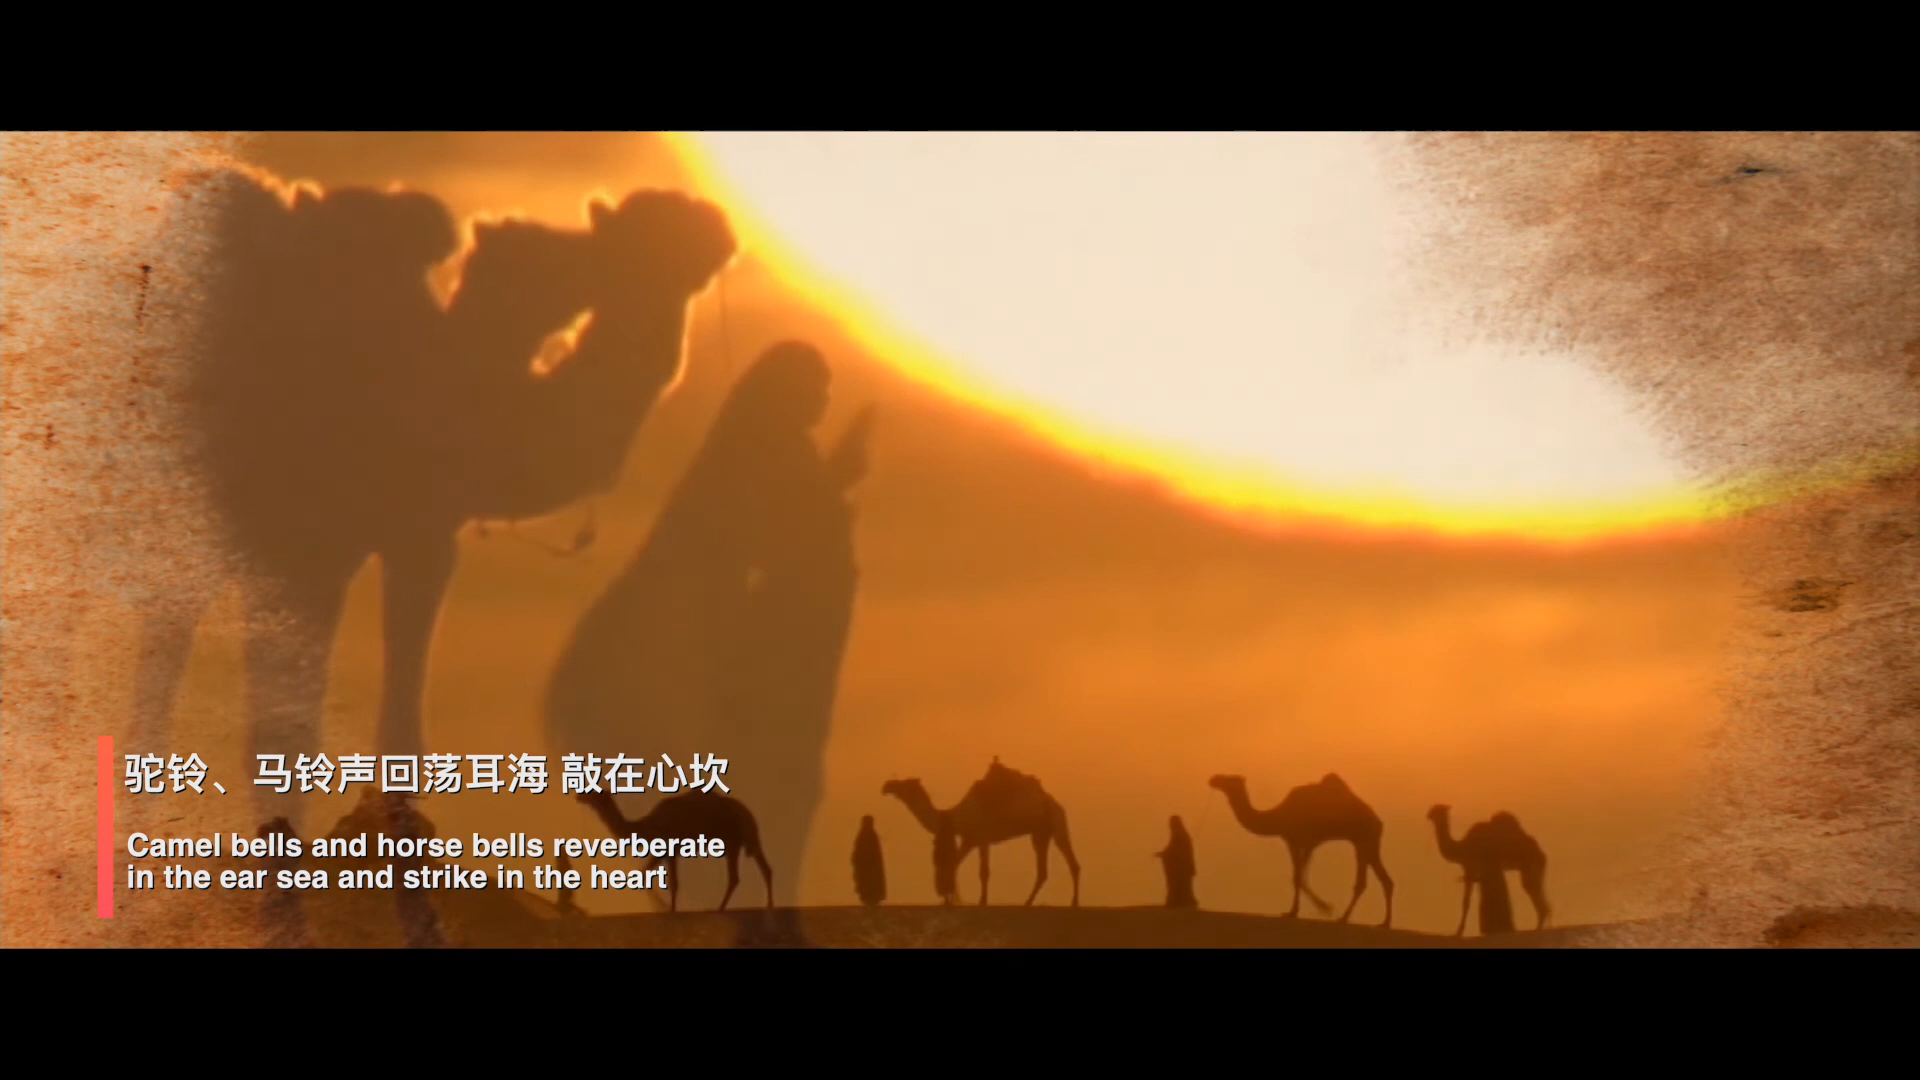 驼铃、马铃声回荡耳海 敲在心坎
Camel bells and horse bells reverberate
in the ear sea and strike in the heart